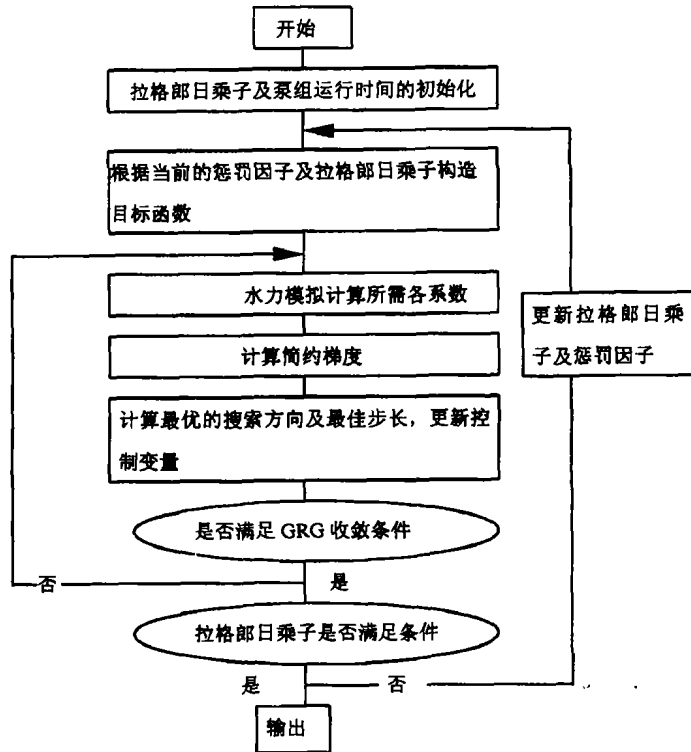 开始
拉格郎日乘子及泵组运行时间的初始化
根据当前的惩罚因子及拉格郎日乘子构造
目标函数
水力模拟计算所需各系数
更新拉格郎日乘
子及惩罚因子
计算简约梯度
计算最优的搜索方向及最佳步长，更新控
制变量
是否满足 GRG 收敛条件
否
是
拉格郎日乘子是否满足条件
是
否
输出